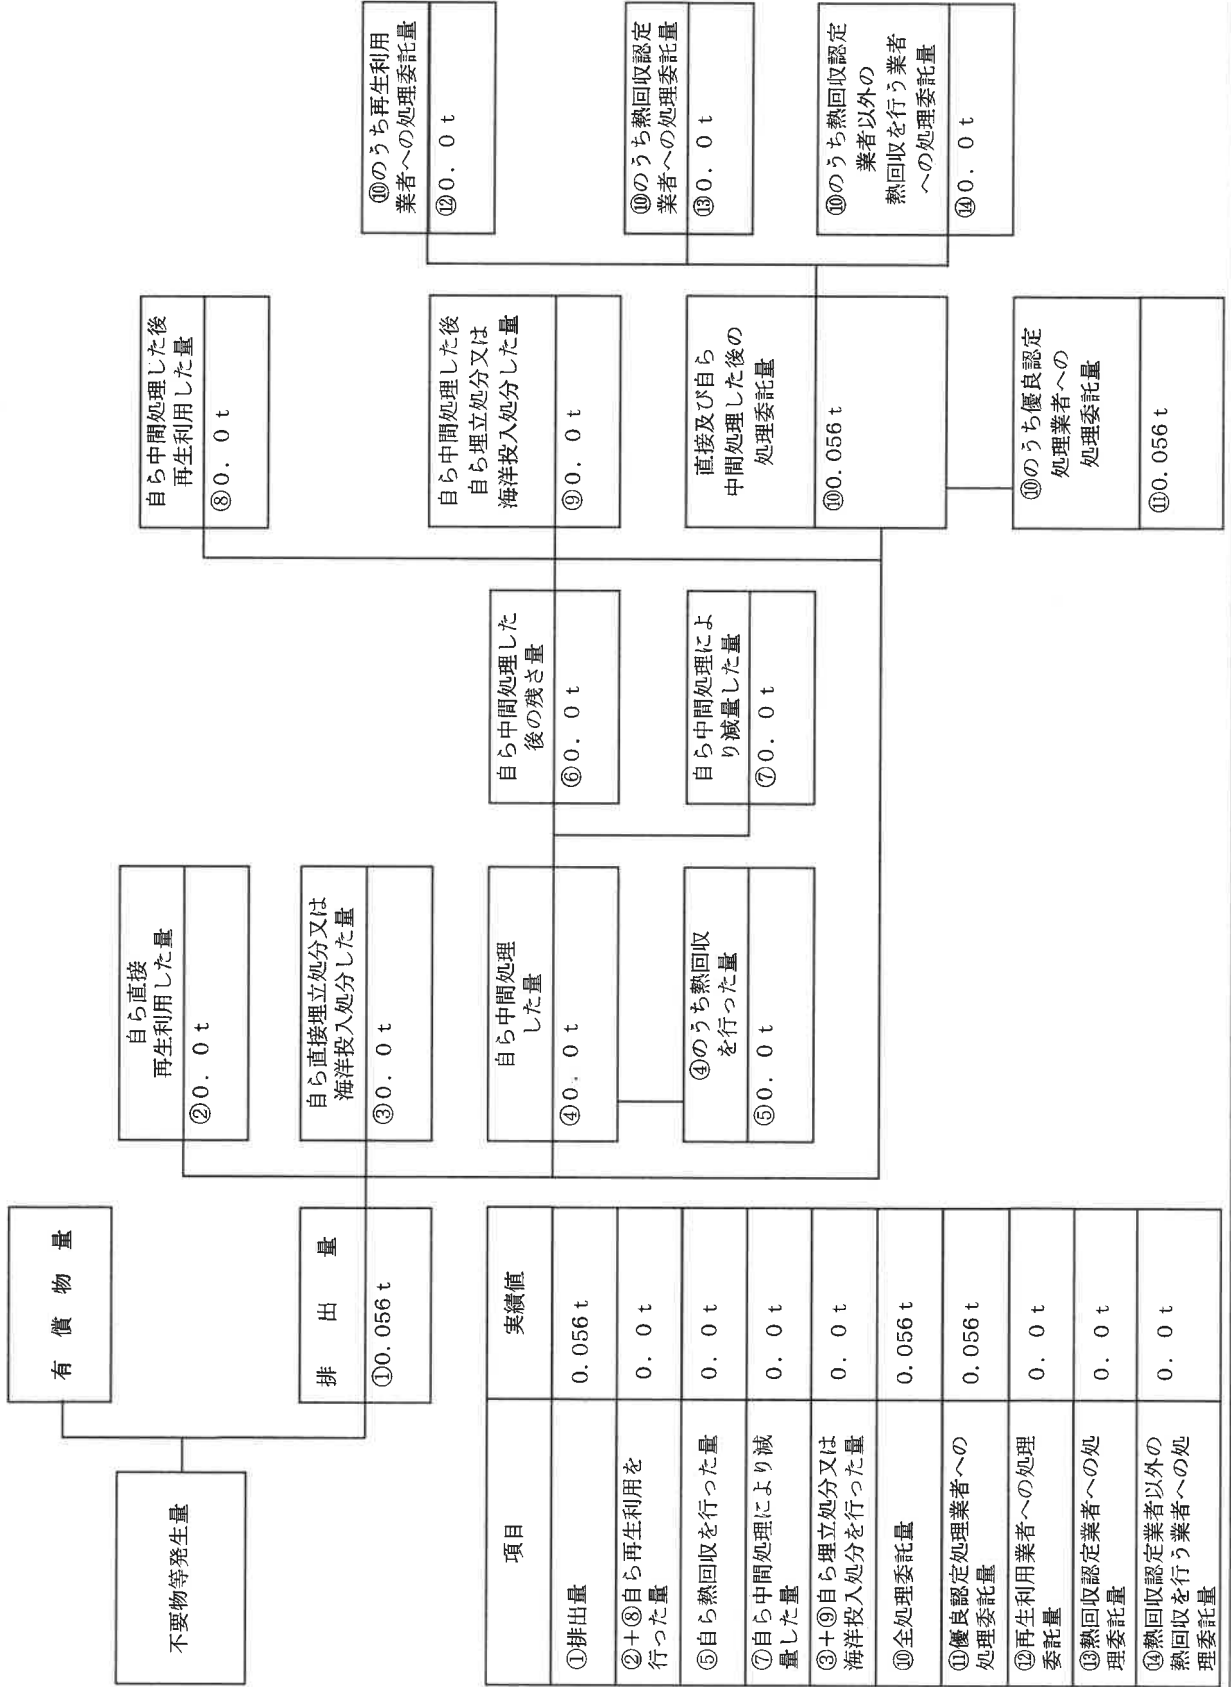 不要物等発生量
有償物量
排出量
①0.056t
自ら直接
再生利用した量
②0.0t
自ら直接埋立処分又は
海洋投入処分した量
③0.0t
自ら中間処理
した量
④0.0t
④のうち熱回収
を行った量
⑤0.0t
自ら中間処理した
後の残さ量
⑥0.0t
自ら中間処理によ
り減量した量
⑦0.0t
自ら中間処理した後
再生利用した量
⑧0.0t
自ら中間処理した後
自ら埋立処分又は
海洋投入処分した量
⑨0.0t
直接及び自ら
中間処理した後の
処理委託量
⑩0.056t
⑩のうち優良認定
処理業者への
処理委託量
⑪0.056t
⑩のうち再生利用
業者への処理委託量
⑫0.0t
⑩のうち熱回収認定
業者への処理委託量
⑬0.0t
⑩のうち熱回収認定
業者以外の
熱回収を行う業者
への処理委託量
⑭0.0t
項目 実績値
①排出量 0.056t
②+⑧自ら再生利用を
行った量 0.0t
⑤自ら熱回収を行った量 0.0t
⑦自ら中間処理により減
量した量 0.0t
③+⑨自ら埋立処分又は
海洋投入処分を行った量 0.0t
⑩全処理委託量 0.056t
⑪優良認定処理業者への
処理委託量 0.056t
⑫再生利用業者への処理
委託量 0.0t
⑬熱回収認定業者への処
理委託量 0.0t
⑭熱回収認定業者以外の
熱回収を行う業者への処
理委託量 0.0t